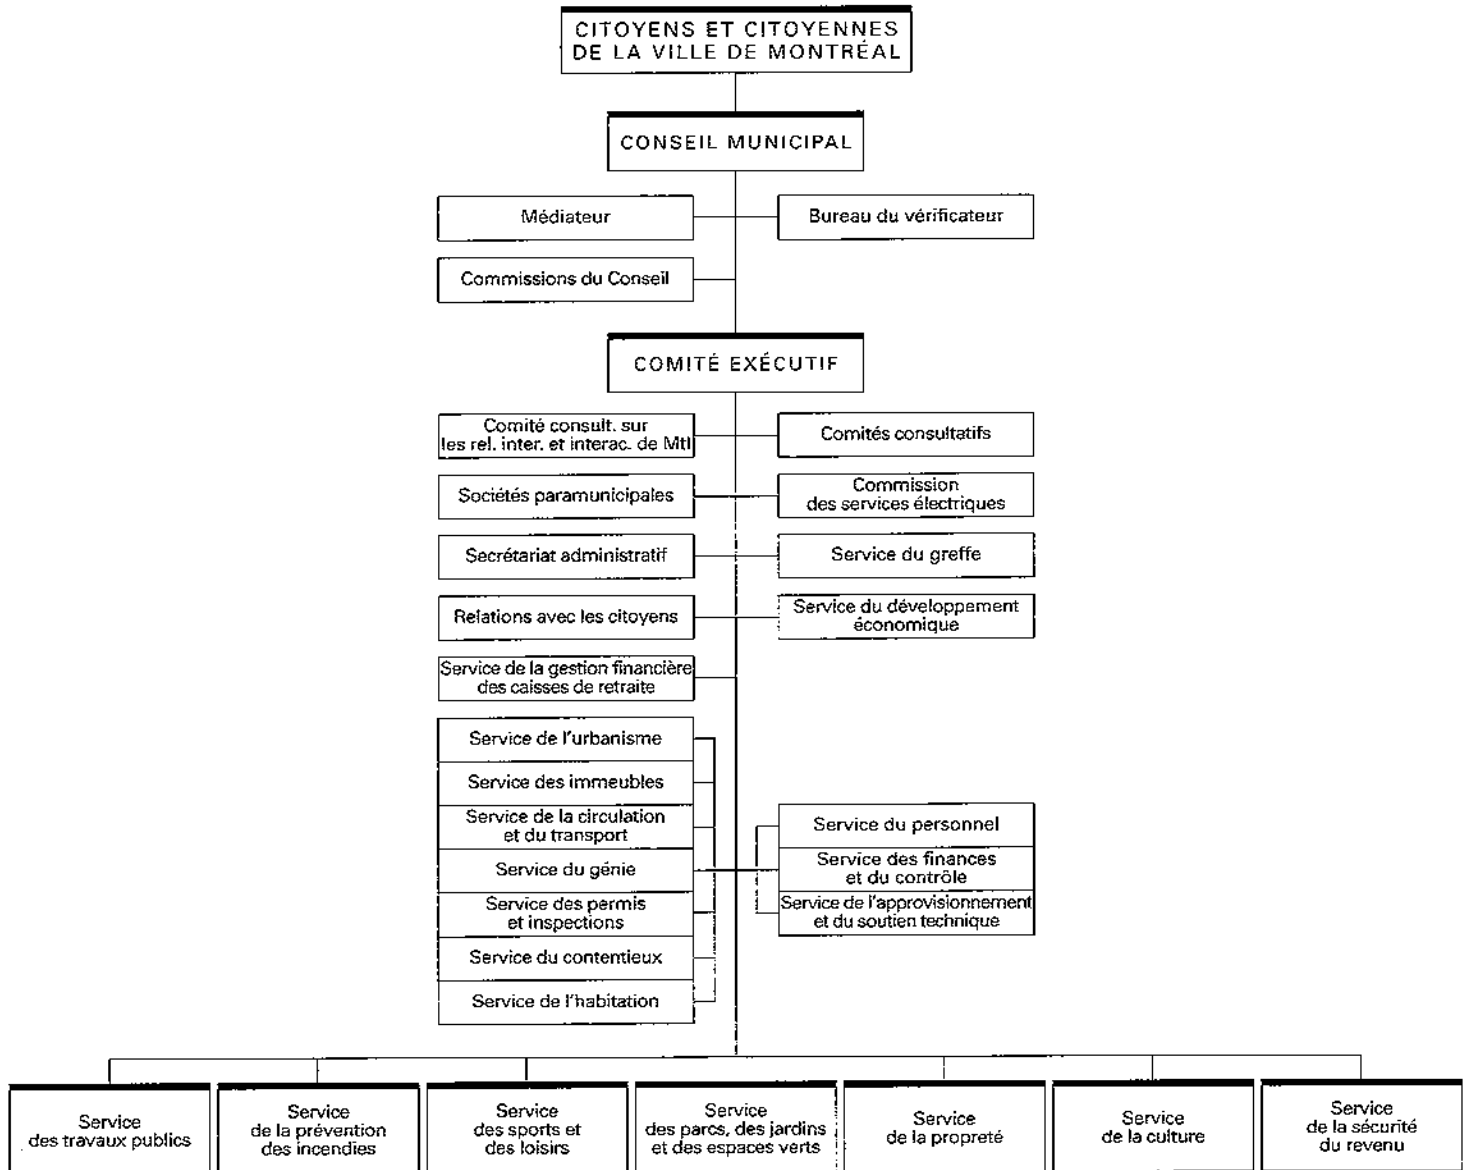 CITOYENS ET CITOYENNES
DE LA VILLE DE MONTRÉAL
CONSEIL MUNICIPAL
Médiateur
Bureau du vérificateur
Commissions du Conseil
COMITÉ EXÉCUTIF
Comité consult. sur
les rel. inter. et interac. de Mtl
Comités consultatifs
Sociétés paramunicipales
Commission
des services électriques
Secrétariat administratif
Service du greffe
Relations avec les citoyens
Service du développement
économique
Service de la gestion financière
des caisses de retraite
Service de l'urbanisme
Service des immeubles
Service de la circulation
et du transport
Service du génie
Service des permis
et inspections
Service du contentieux
Service de l'habitation
Service du personnel
Service des finances
et du contrôle
Service de l'approvisionnement
et du soutien technique
Service
des travaux publics
Service
de la prévention
des incendies
Service
des sports et
des loisirs
Service
des parcs, des jardins
et des espaces verts
Service
de la propreté
Service
de la culture
Service
de la sécurité
du revenu